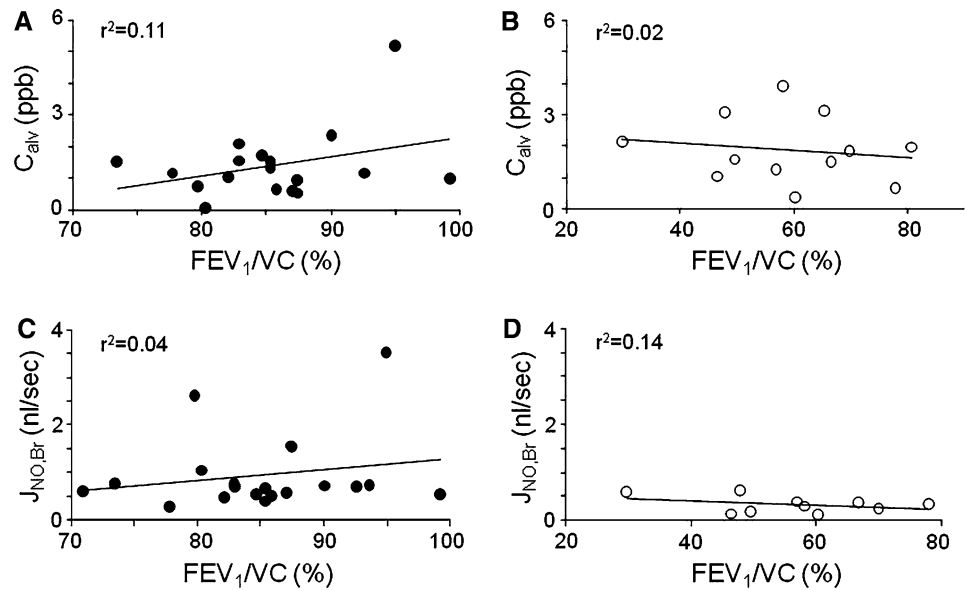 A
r²=0.11
6
3
0
C_alv (ppb)
70 80 90 100
FEV₁/VC (%)
B
r²=0.02
6
3
0
C_alv (ppb)
20 40 60 80
FEV₁/VC (%)
C
r²=0.04
4
2
0
J_NO,Br (nl/sec)
70 80 90 100
FEV₁/VC (%)
D
r²=0.14
4
2
0
J_NO,Br (nl/sec)
20 40 60 80
FEV₁/VC (%)